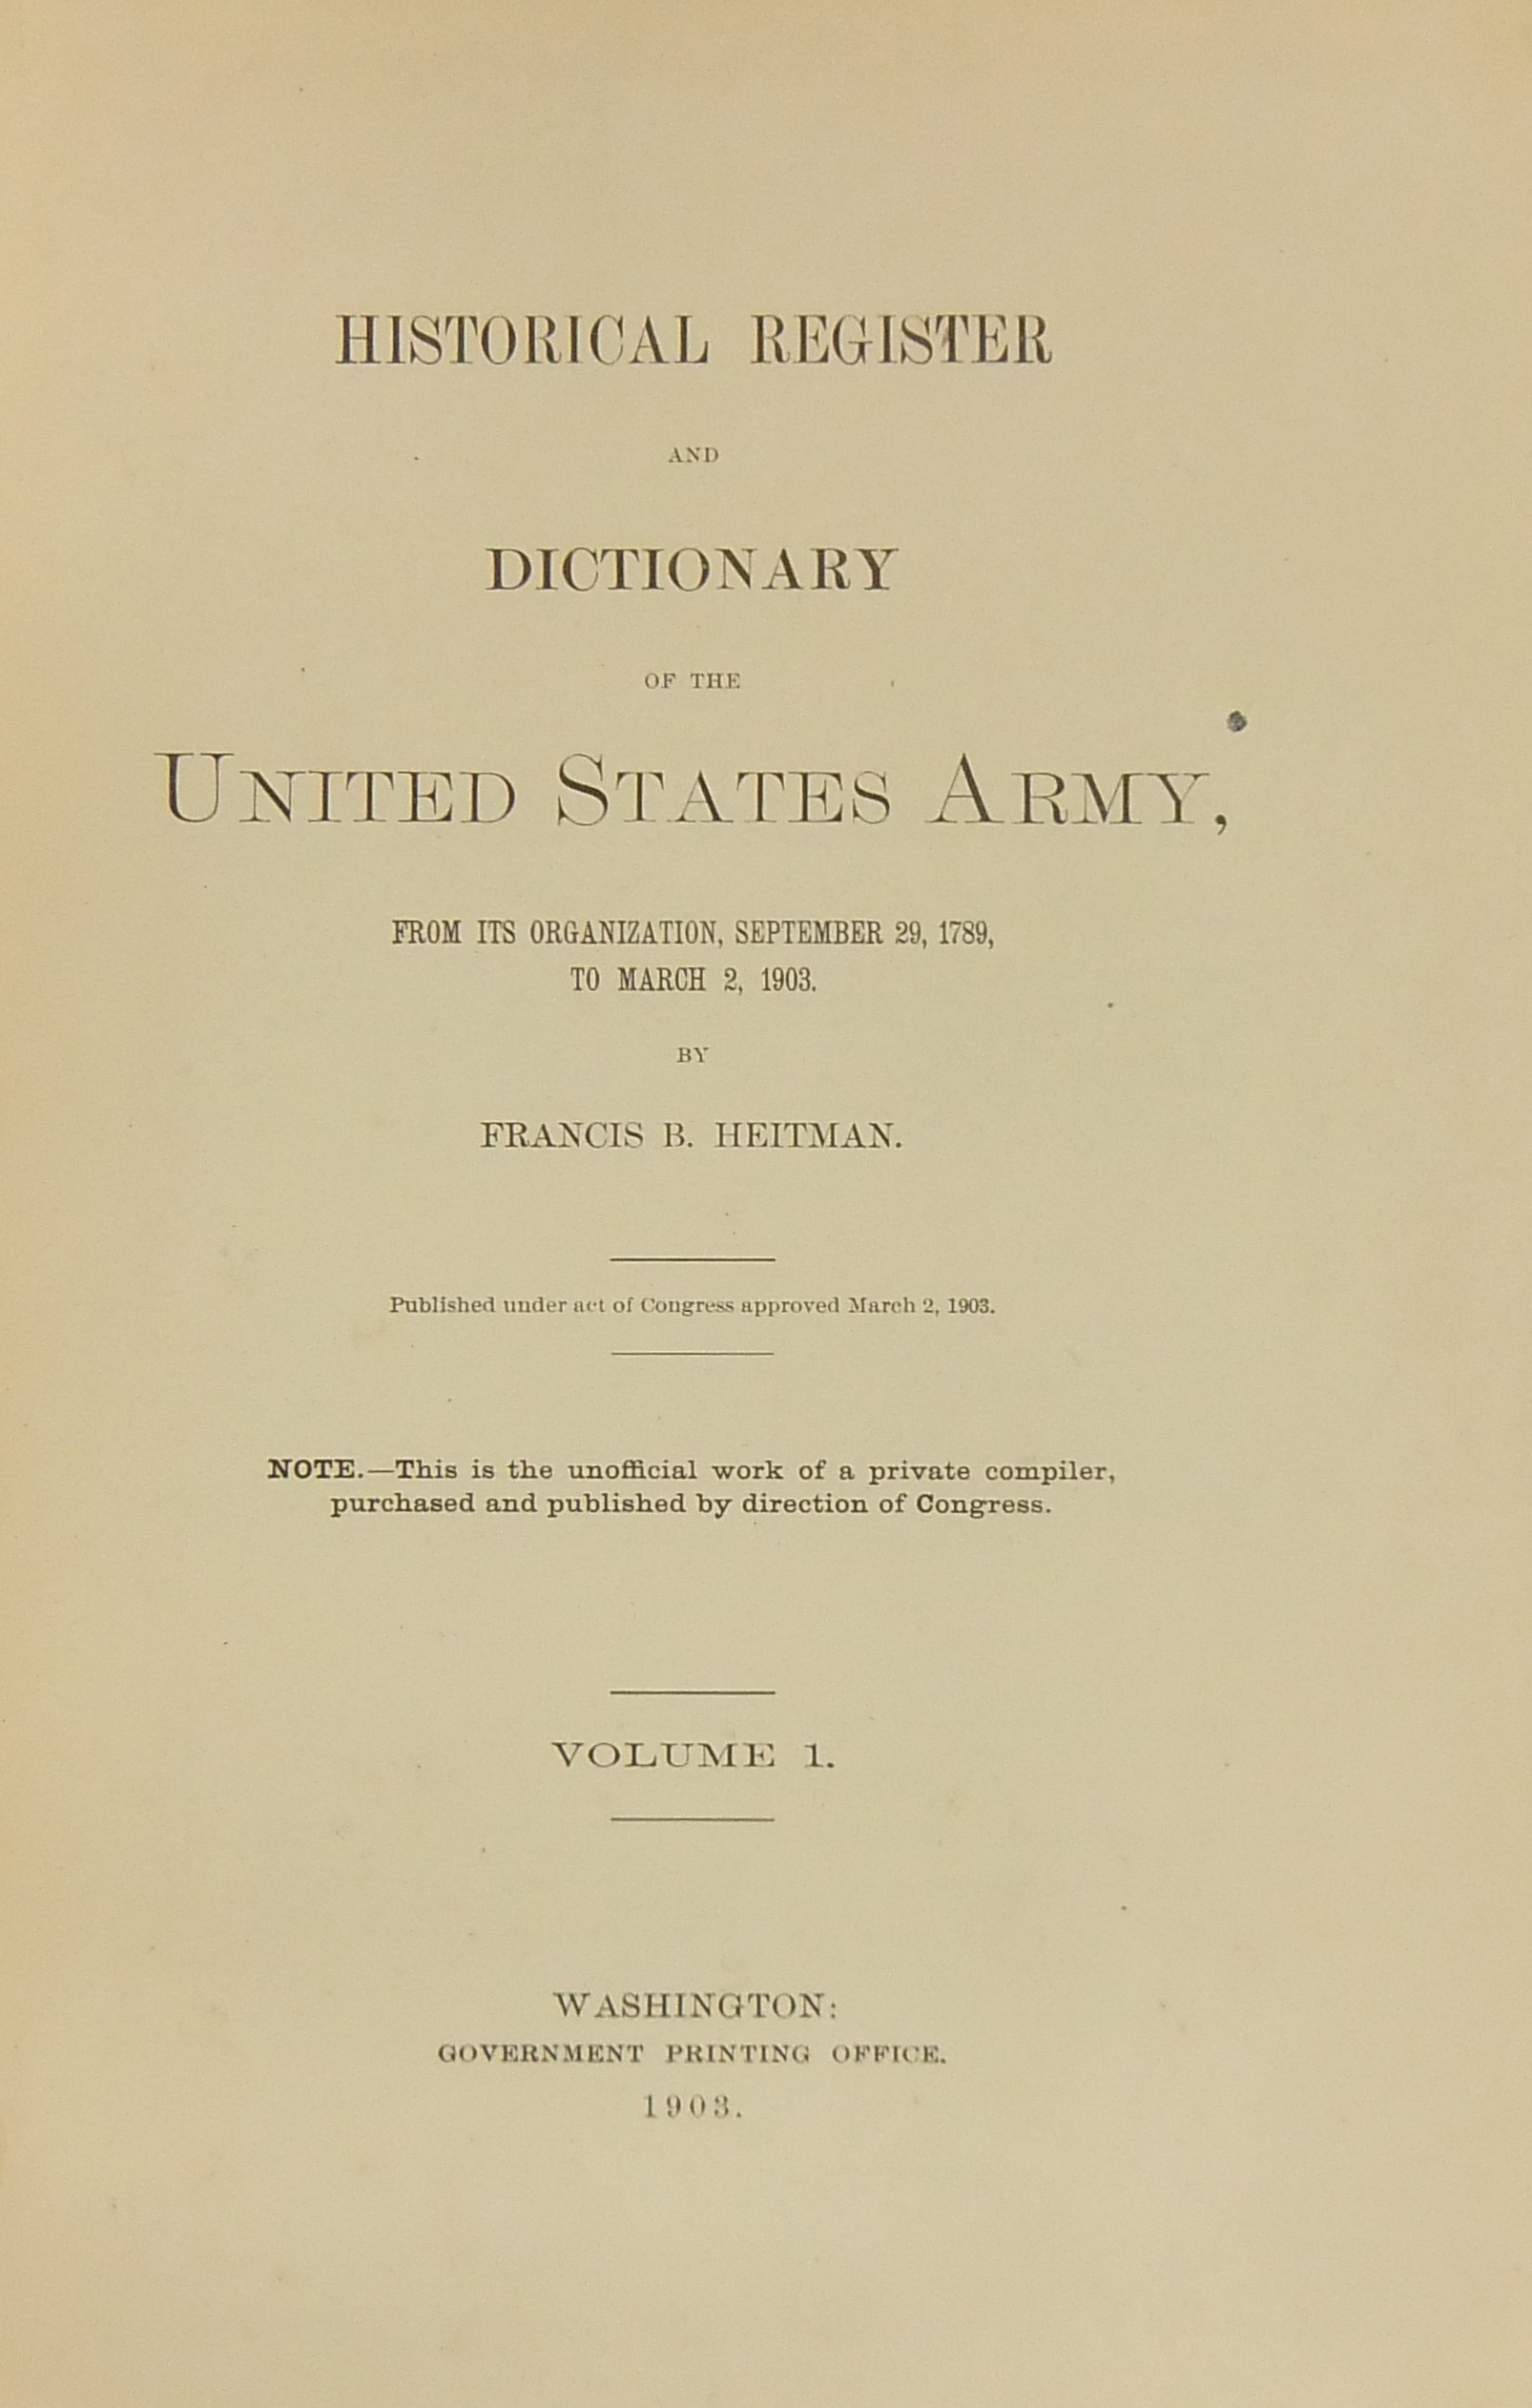 HISTORICAL REGISTER
AND
DICTIONARY
OF THE
UNITED STATES ARMY,
FROM ITS ORGANIZATION, SEPTEMBER 29, 1789,
TO MARCH 2, 1903.
BY
FRANCIS B. HEITMAN.
Published under act of Congress approved March 2, 1903.
NOTE.—This is the unofficial work of a private compiler,
purchased and published by direction of Congress.
VOLUME 1.
WASHINGTON:
GOVERNMENT PRINTING OFFICE.
1903.